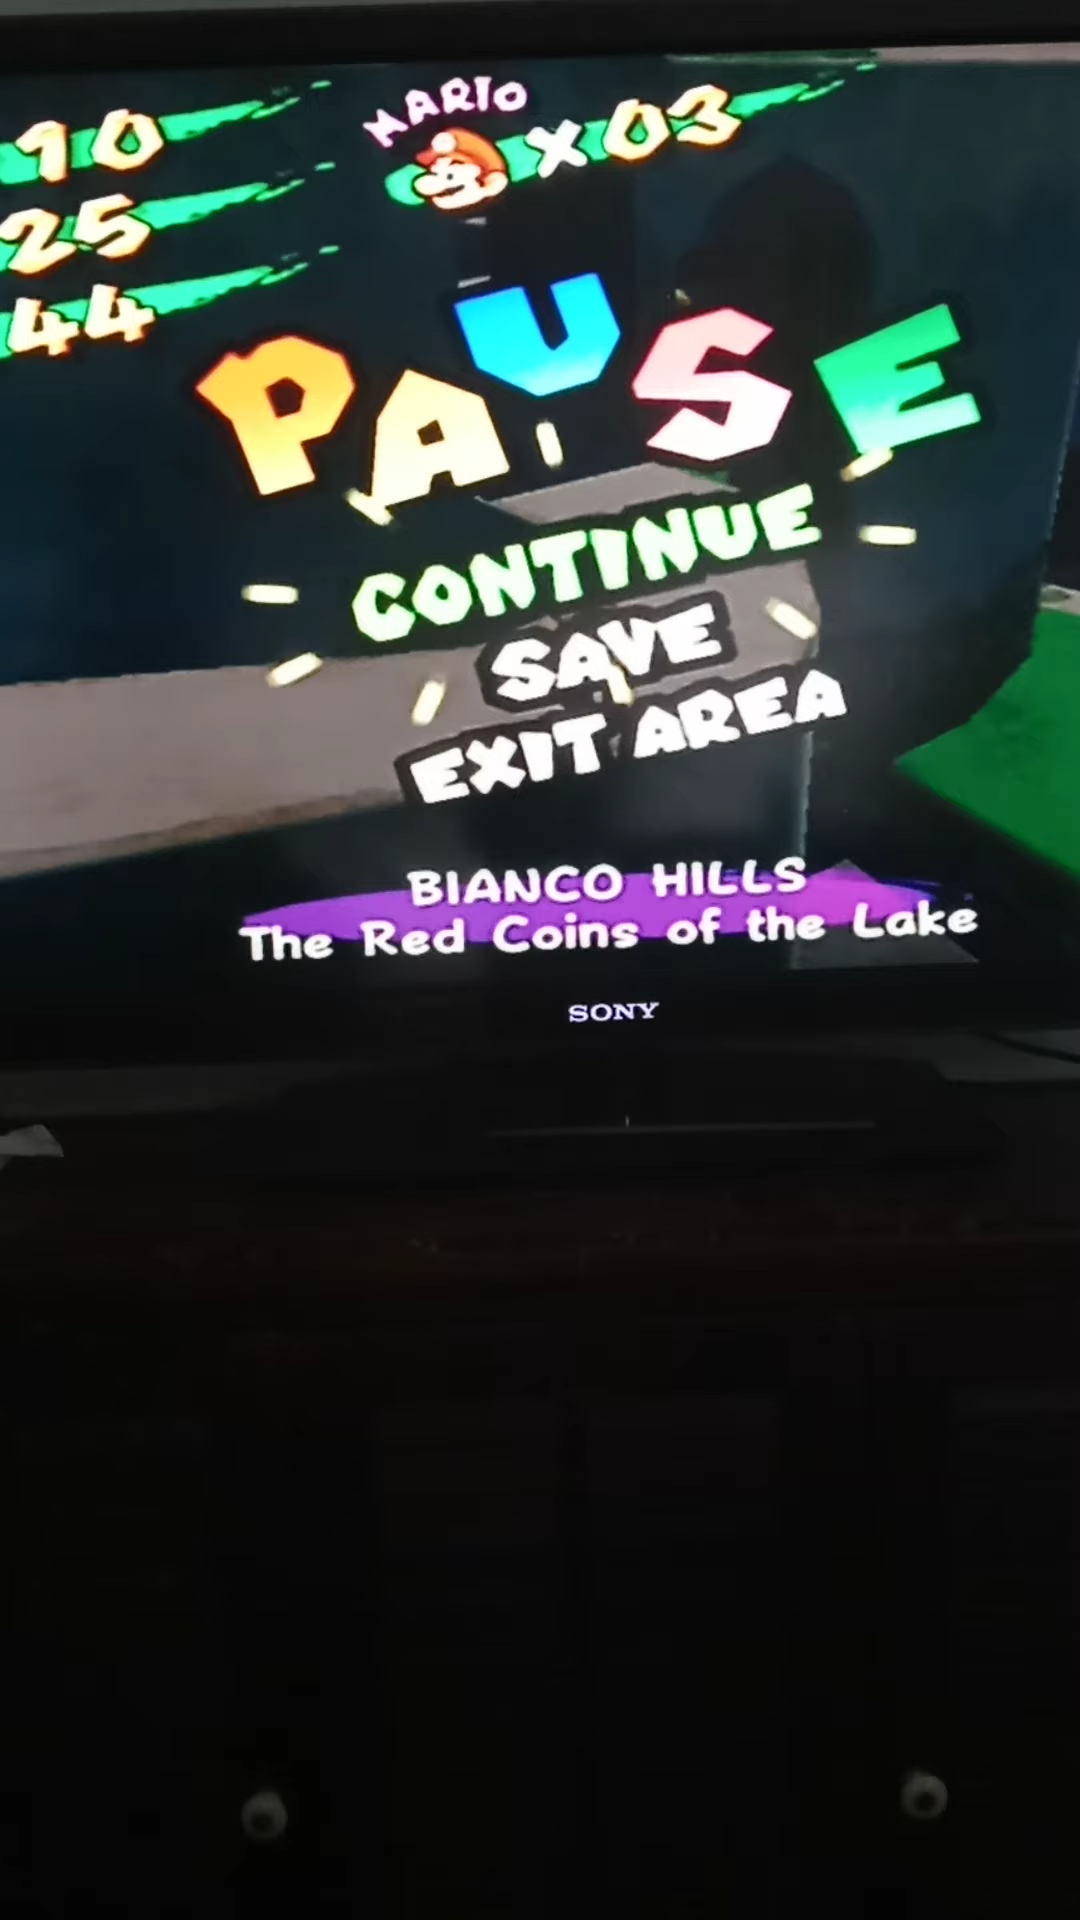 MARIO
10 x03
25
44
PAUSE
CONTINUE
SAVE
EXIT AREA
BIANCO HILLS
The Red Coins of the Lake
SONY